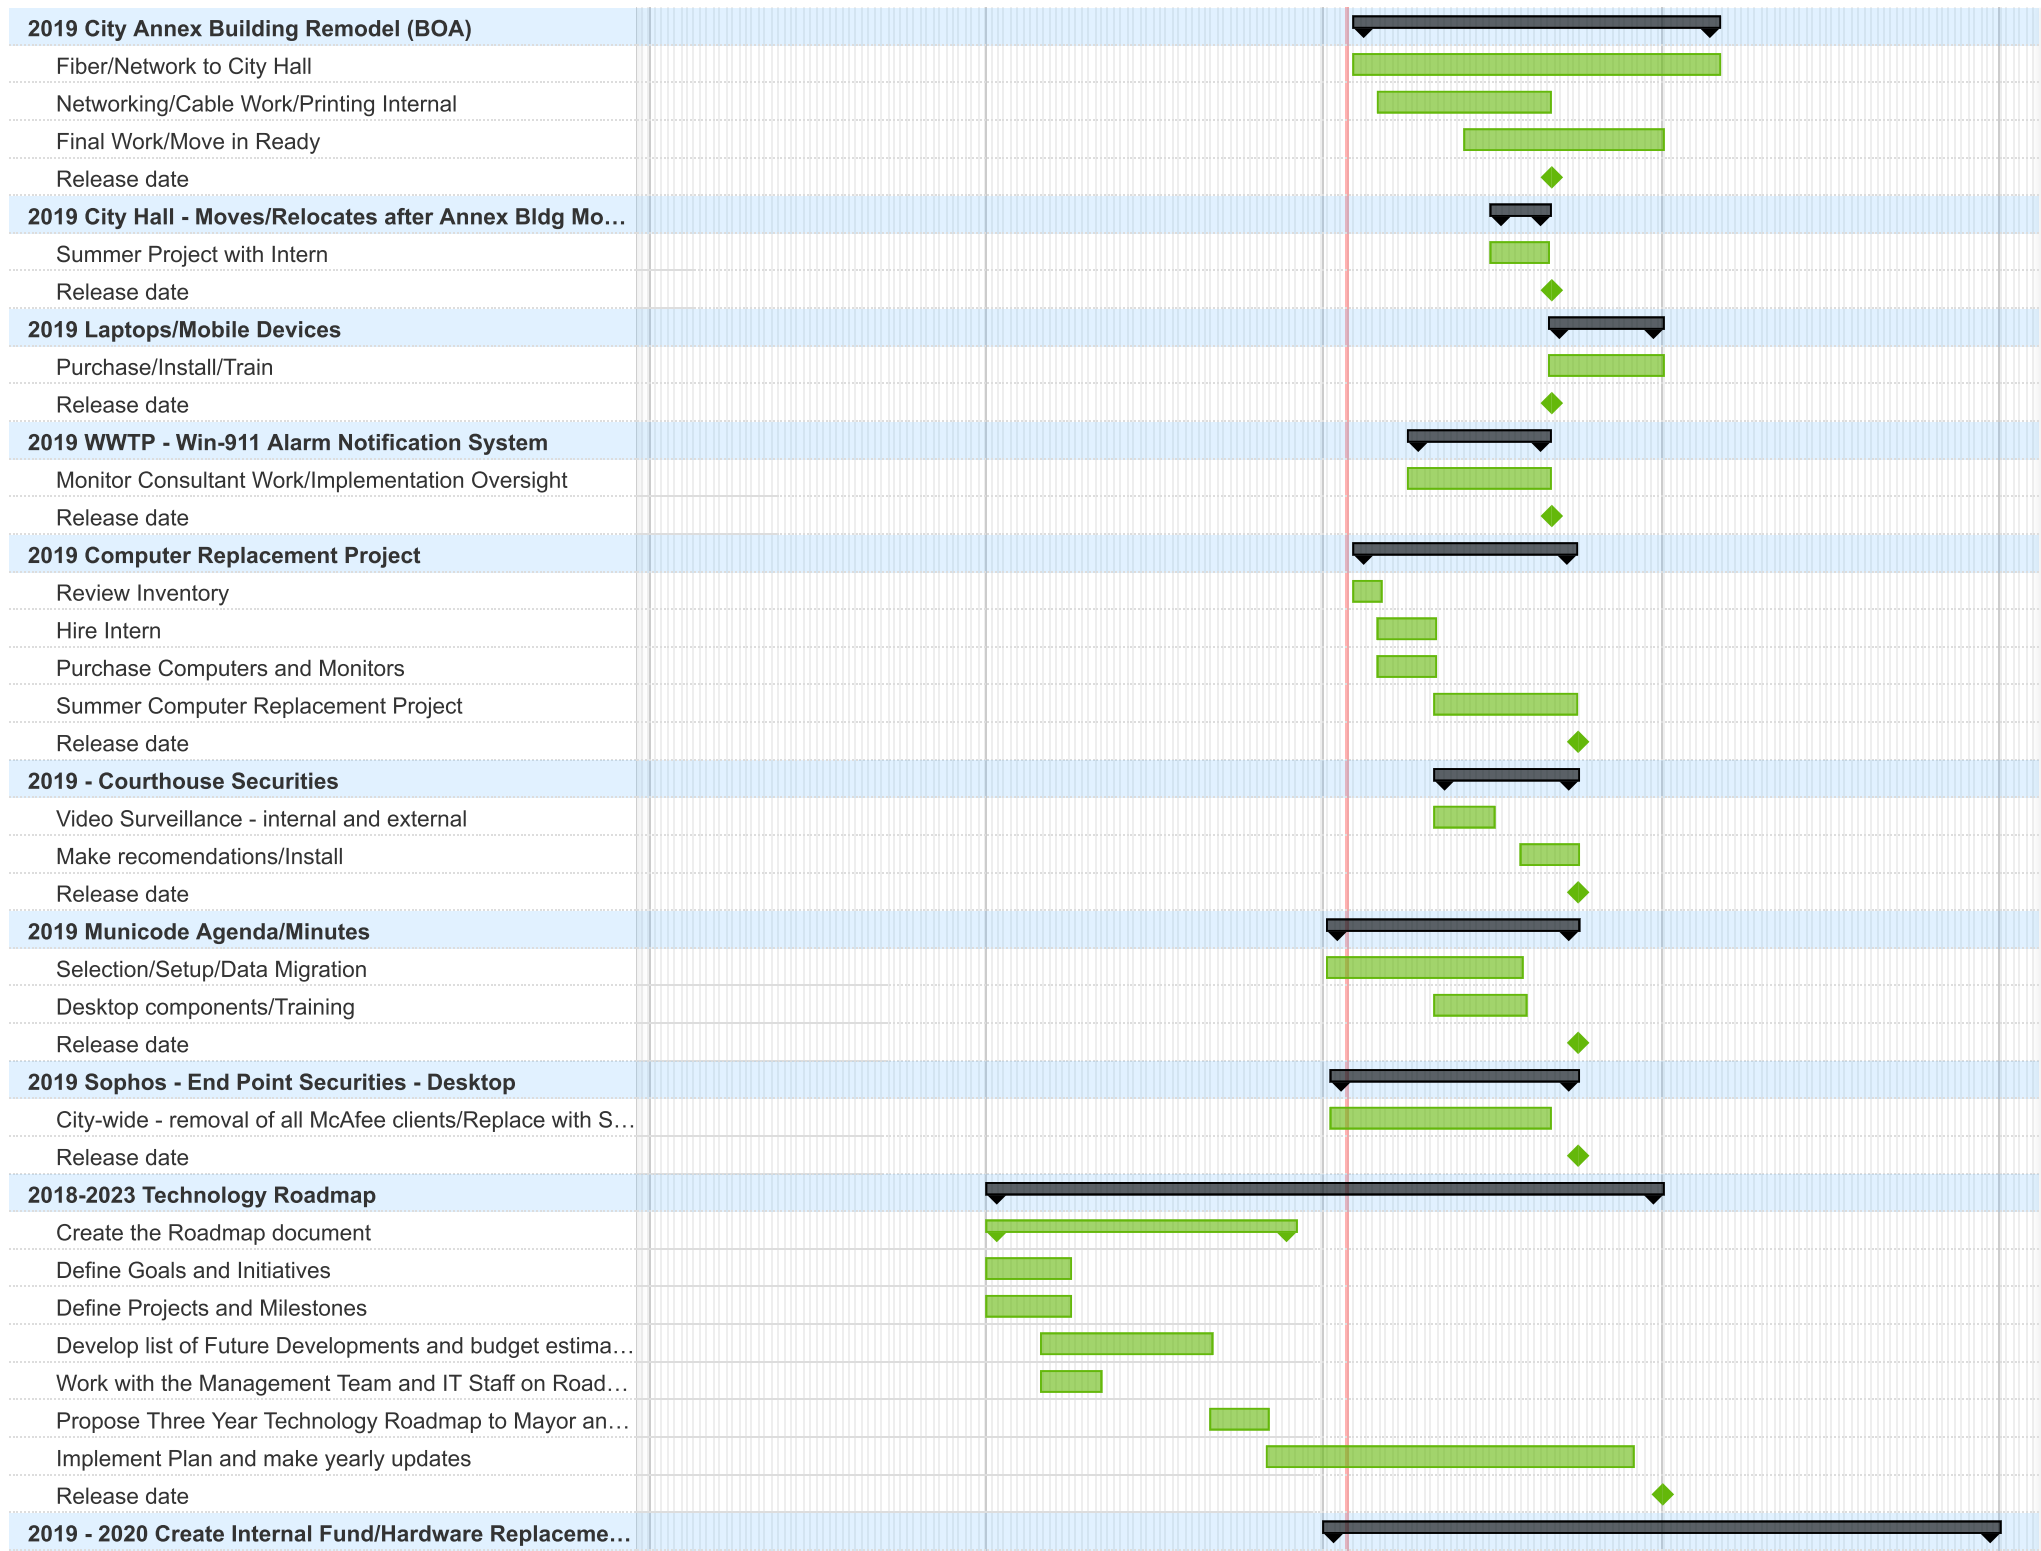 2019 City Annex Building Remodel (BOA)
Fiber/Network to City Hall
Networking/Cable Work/Printing Internal
Final Work/Move in Ready
Release date
2019 City Hall - Moves/Relocates after Annex Bldg Mo…
Summer Project with Intern
Release date
2019 Laptops/Mobile Devices
Purchase/Install/Train
Release date
2019 WWTP - Win-911 Alarm Notification System
Monitor Consultant Work/Implementation Oversight
Release date
2019 Computer Replacement Project
Review Inventory
Hire Intern
Purchase Computers and Monitors
Summer Computer Replacement Project
Release date
2019 - Courthouse Securities
Video Surveillance - internal and external
Make recomendations/Install
Release date
2019 Municode Agenda/Minutes
Selection/Setup/Data Migration
Desktop components/Training
Release date
2019 Sophos - End Point Securities - Desktop
City-wide - removal of all McAfee clients/Replace with S…
Release date
2018-2023 Technology Roadmap
Create the Roadmap document
Define Goals and Initiatives
Define Projects and Milestones
Develop list of Future Developments and budget estima…
Work with the Management Team and IT Staff on Road…
Propose Three Year Technology Roadmap to Mayor an…
Implement Plan and make yearly updates
Release date
2019 - 2020 Create Internal Fund/Hardware Replaceme…